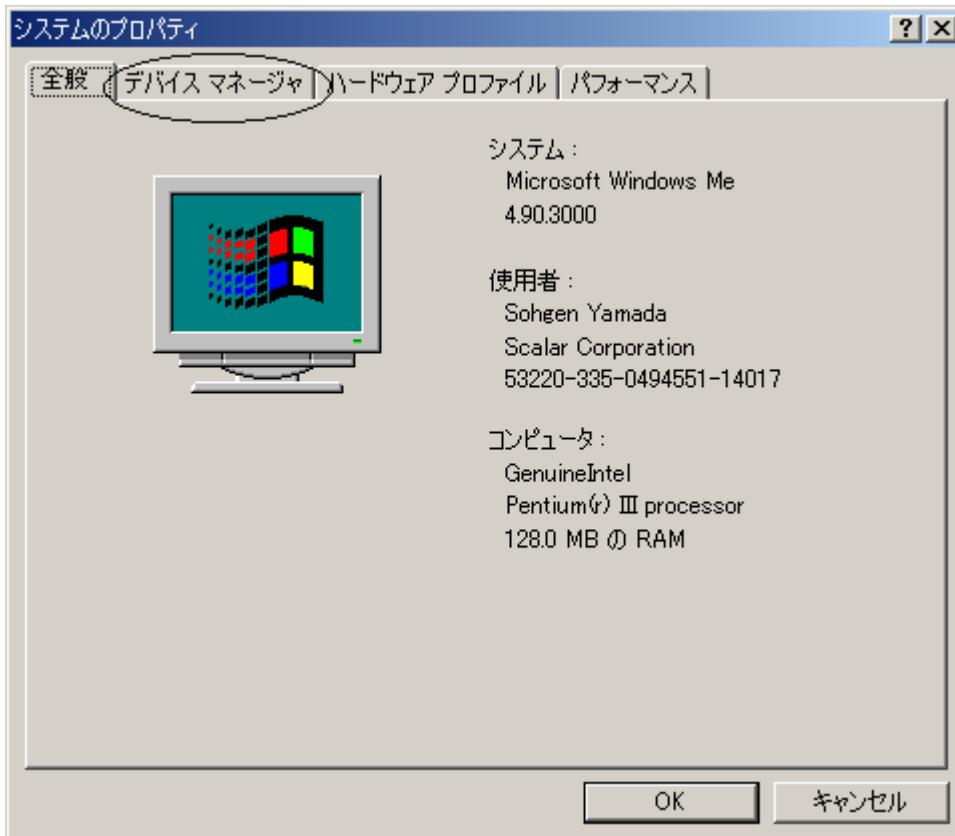 システムのプロパティ
全般 デバイス マネージャ ハードウェア プロファイル パフォーマンス
システム:
Microsoft Windows Me
4.90.3000
使用者:
Sohgen Yamada
Scalar Corporation
53220-335-0494551-14017
コンピュータ:
GenuineIntel
Pentium(r) III processor
128.0 MB の RAM
OK キャンセル